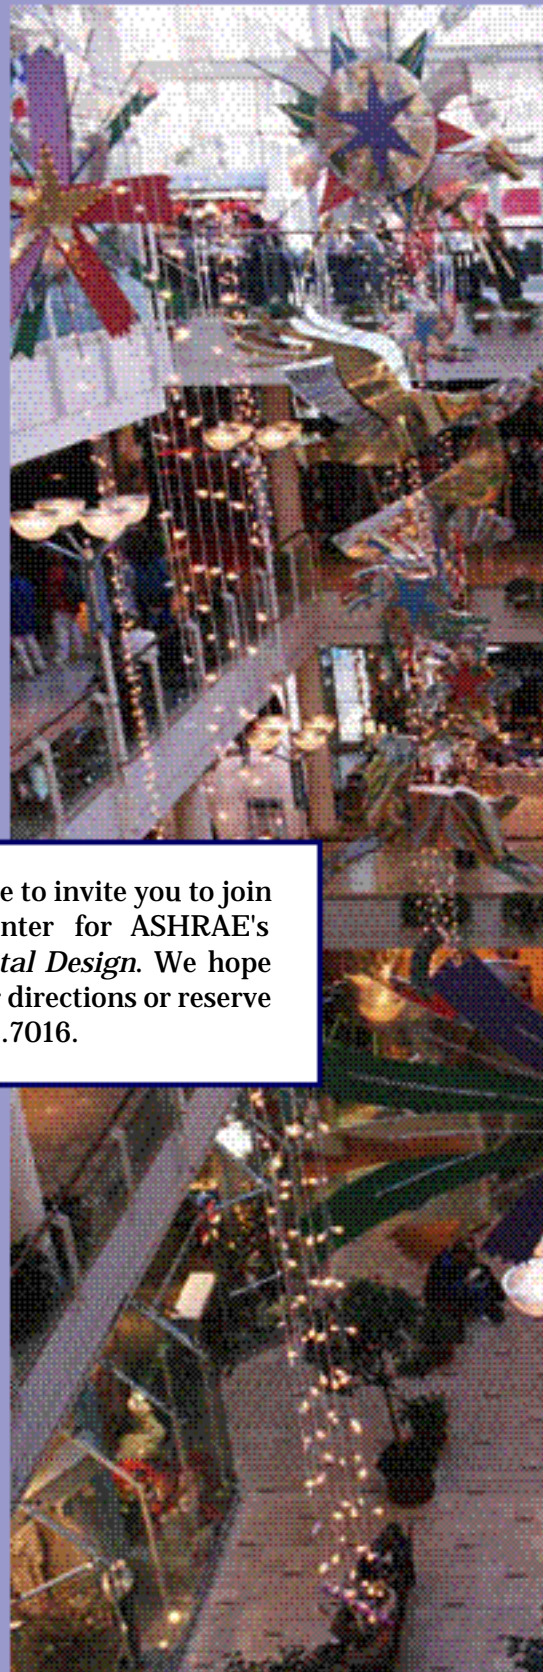 e to invite you to join
nter for ASHRAE's
tal Design. We hope
directions or reserve
.7016.